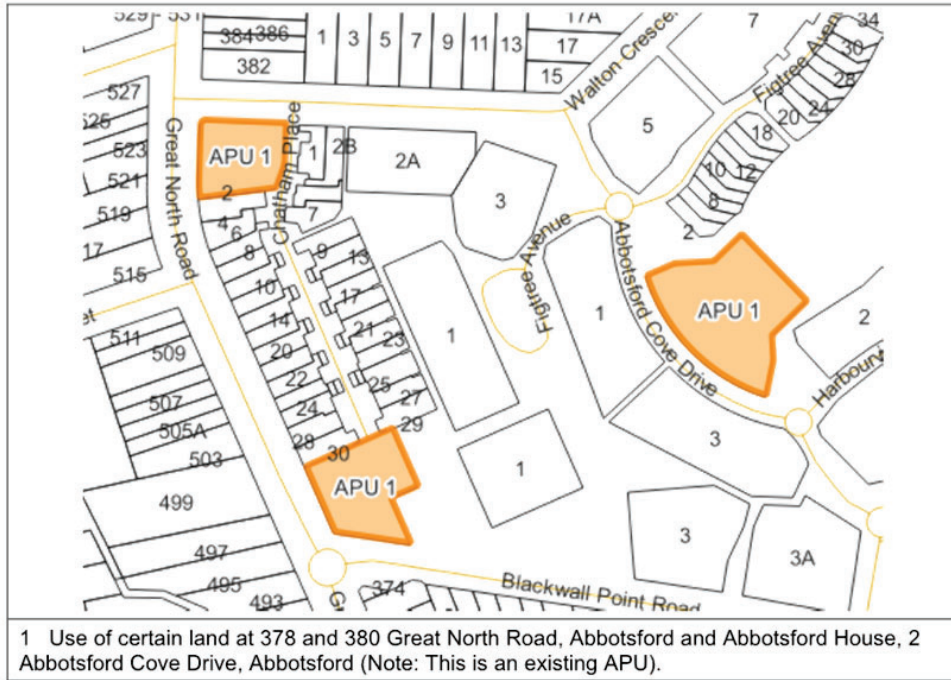 529 - 531
384 386
382
1 3 5 7 9 11 13
17A
17
15
Walton Crescen
7
Figtree Aven
34
30
28
24
20
18
12
10
8
2
5
527
525
523
521
519
17
515
Great North Road
APU 1
Chatham Place
1
2B
2A
3
2
4
6
8
7
9
13
10
17
14
21
20
23
22
25
24
27
28
29
30
1
Figtree Avenue
1
Abbotsford Cove Drive
APU 1
2
Harbourv
et
511
509
507
505A
503
499
497
495
493
APU 1
1
3
3
3A
374
G
Blackwall Point Road
1 Use of certain land at 378 and 380 Great North Road, Abbotsford and Abbotsford House, 2
Abbotsford Cove Drive, Abbotsford (Note: This is an existing APU).